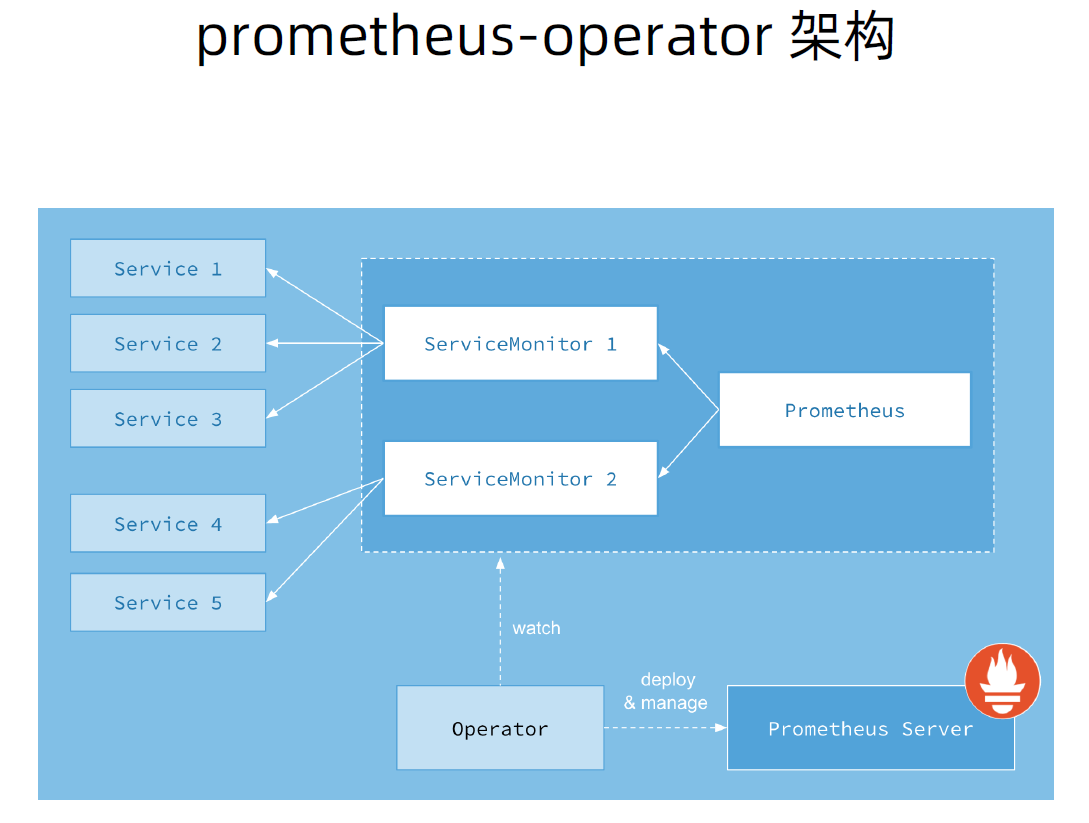 prometheus-operator 架构
Service 1
Service 2
Service 3
Service 4
Service 5
ServiceMonitor 1
ServiceMonitor 2
Prometheus
watch
Operator
deploy
& manage
Prometheus Server